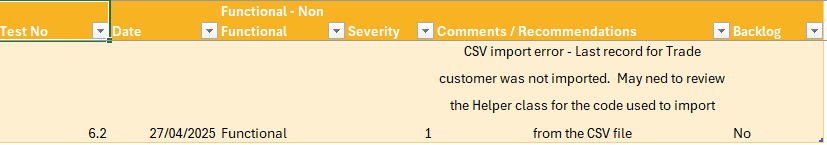 Functional - Non
Test No Date Functional Severity Comments / Recommendations Backlog
CSV import error - Last record for Trade
customer was not imported. May ned to review
the Helper class for the code used to import
6.2 27/04/2025 Functional 1 from the CSV file No